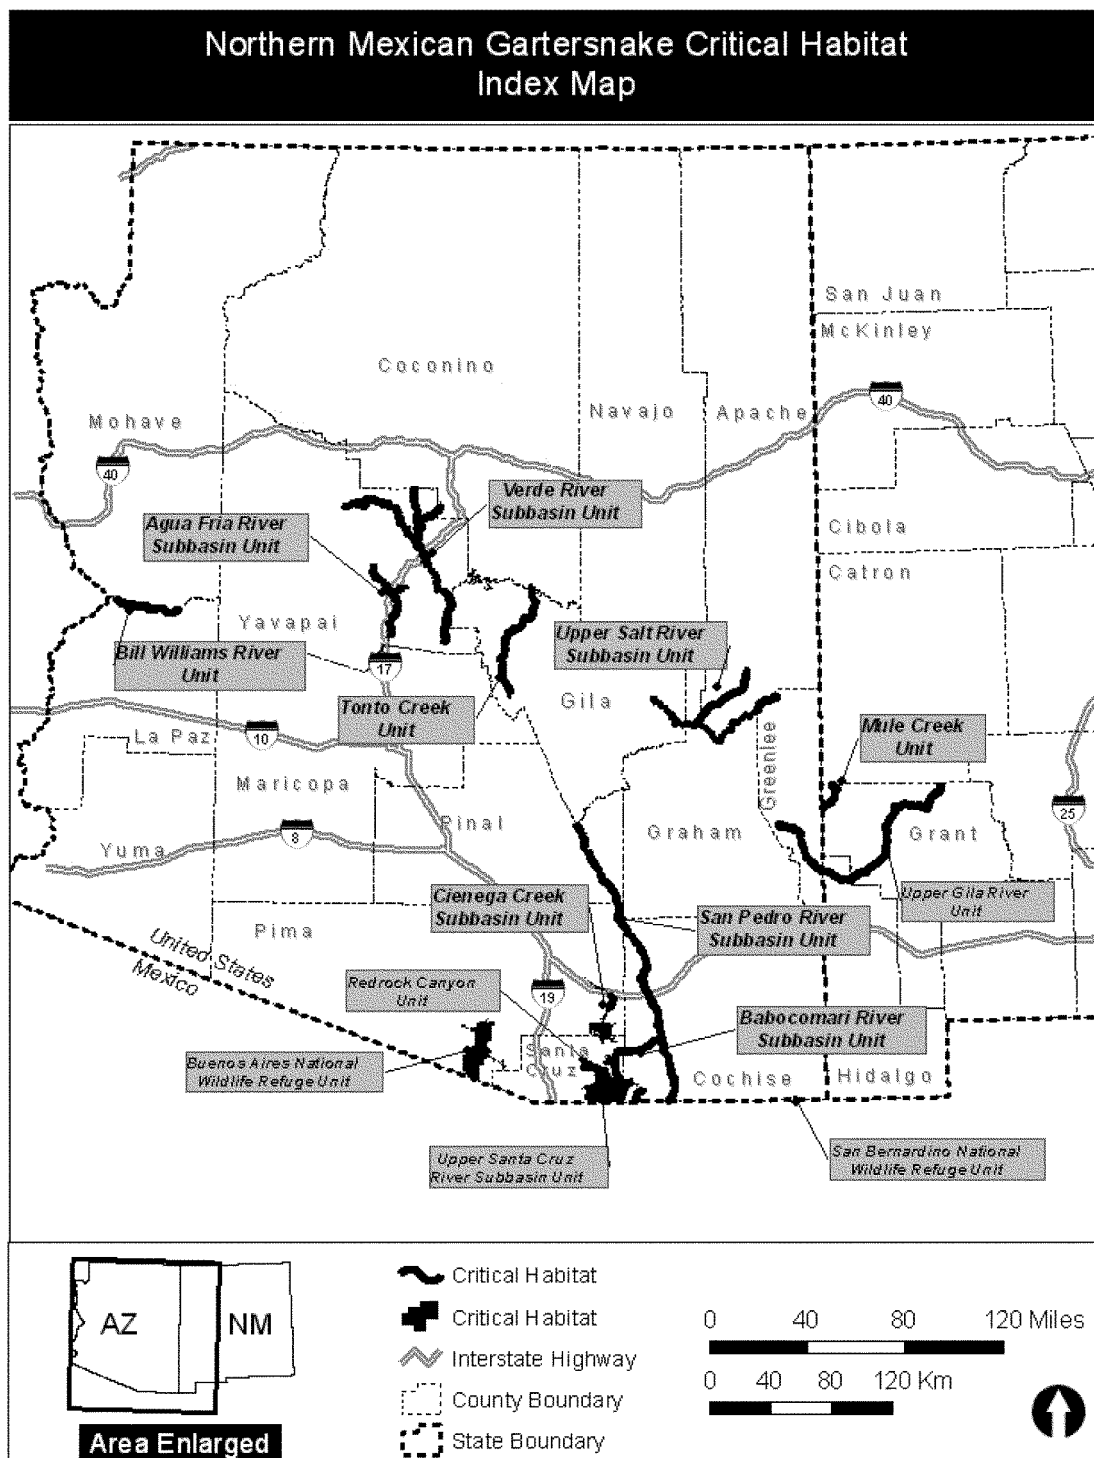 Northern Mexican Gartersnake Critical Habitat
Index Map
San Juan
McKinley
Coconino
Mohave
Navajo
Apache
40
40
Verde River
Subbasin Unit
Agua Fria River
Subbasin Unit
Cibola
Catron
Yavapai
Upper Salt River
Subbasin Unit
Bill Williams River
Unit
17
Tonto Creek
Unit
Gila
Mule Creek
Unit
La Paz
10
Greenlee
Maricopa
25
Pinal
8
Yuma
Graham
Grant
Cienega Creek
Subbasin Unit
Upper Gila River
Unit
San Pedro River
Subbasin Unit
Pima
United States
Mexico
Redrock Canyon
Unit
19
Babocomari River
Subbasin Unit
Santa
Cruz
Buenos Aires National
Wildlife Refuge Unit
Cochise
Hidalgo
Upper Santa Cruz
River Subbasin Unit
San Bernardino National
Wildlife Refuge Unit
AZ
NM
Area Enlarged
Critical Habitat
Critical Habitat
Interstate Highway
County Boundary
State Boundary
0 40 80 120 Miles
0 40 80 120 Km